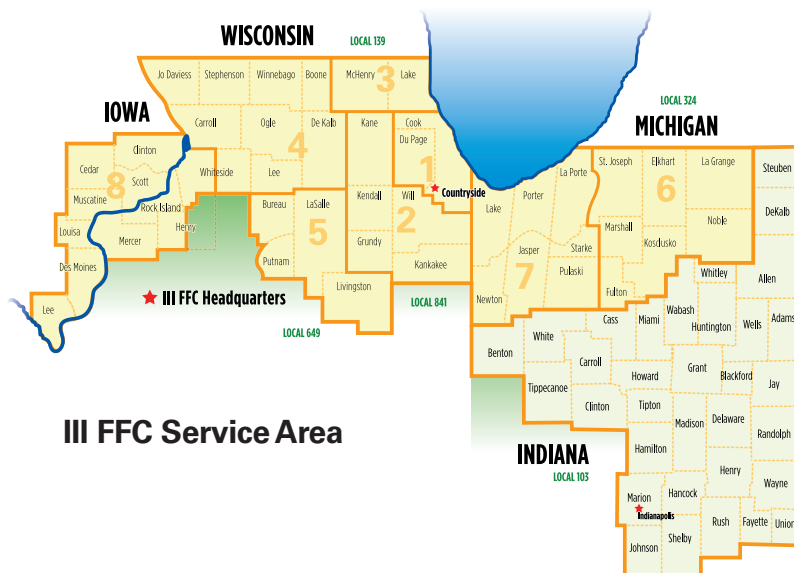 WISCONSIN
LOCAL 139
Jo Daviess
Stephenson
Winnebago
Boone
McHenry
Lake
3
LOCAL 324
IOWA
MICHIGAN
Carroll
Ogle
De Kalb
4
Kane
Cook
Du Page
1
Countryside
Clinton
Cedar
8
Scott
Whiteside
Lee
Muscatine
Rock Island
Henry
Louisa
Mercer
Des Moines
Lee
Bureau
LaSalle
5
Putnam
Livingston
Kendall
Will
2
Grundy
Kankakee
La Porte
Porter
Lake
Jasper
Starke
7
Pulaski
Newton
St. Joseph
Elkhart
La Grange
6
Marshall
Noble
Kosdusko
Fulton
Steuben
DeKalb
Whitley
Allen
III FFC Headquarters
LOCAL 841
LOCAL 649
Cass
Miami
Wabash
Huntington
Wells
Adams
Benton
White
Carroll
Howard
Grant
Blackford
Jay
Tippecanoe
Clinton
Tipton
Madison
Delaware
Randolph
III FFC Service Area
INDIANA
LOCAL 103
Hamilton
Henry
Wayne
Marion
Indianapolis
Hancock
Rush
Fayette
Union
Johnson
Shelby